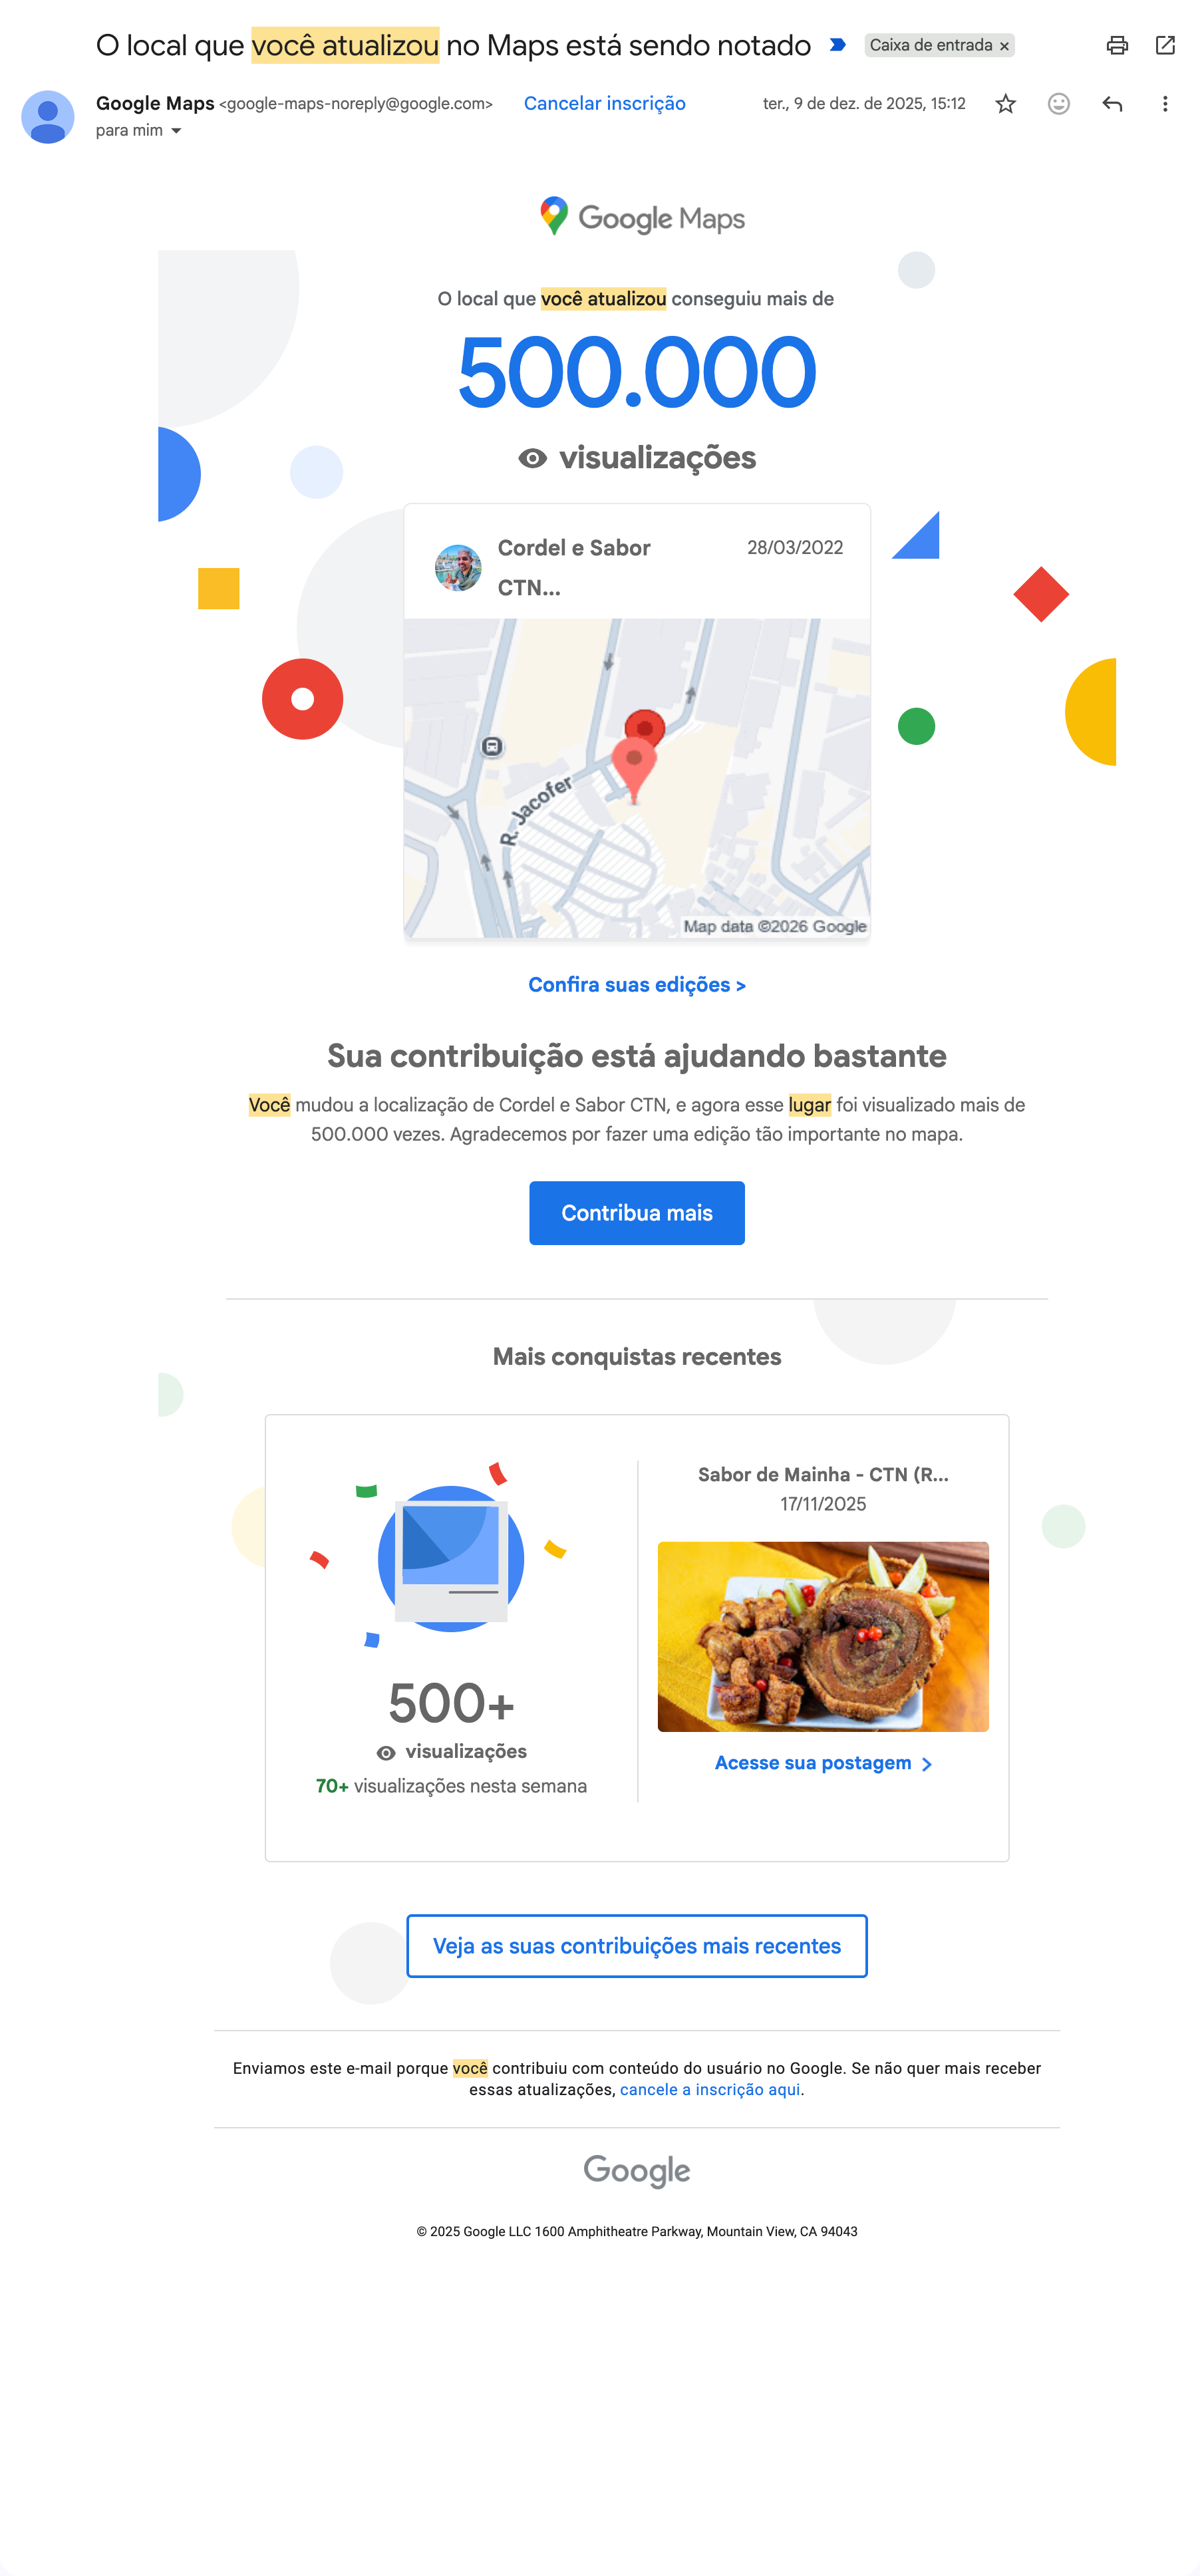 O local que você atualizou no Maps está sendo notado
Caixa de entrada ×
Google Maps <google-maps-noreply@google.com> Cancelar inscrição ter., 9 de dez. de 2025, 15:12
para mim
Google Maps
O local que você atualizou conseguiu mais de
500.000
visualizações
Cordel e Sabor 28/03/2022
CTN...
R. Jacofer
Map data ©2026 Google
Confira suas edições >
Sua contribuição está ajudando bastante
Você mudou a localização de Cordel e Sabor CTN, e agora esse lugar foi visualizado mais de
500.000 vezes. Agradecemos por fazer uma edição tão importante no mapa.
Contribua mais
Mais conquistas recentes
500+
visualizações
70+ visualizações nesta semana
Sabor de Mainha - CTN (R...
17/11/2025
Acesse sua postagem
Veja as suas contribuições mais recentes
Enviamos este e-mail porque você contribuiu com conteúdo do usuário no Google. Se não quer mais receber
essas atualizações, cancele a inscrição aqui.
Google
© 2025 Google LLC 1600 Amphitheatre Parkway, Mountain View, CA 94043